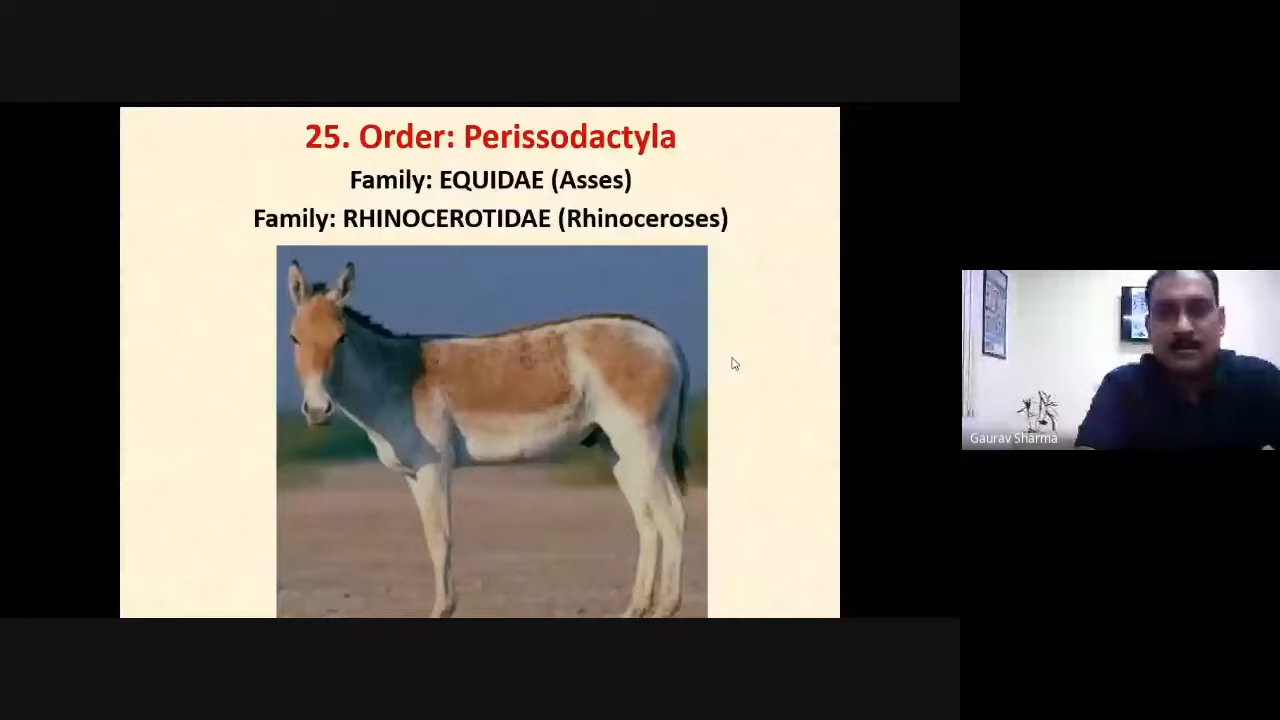 25. Order: Perissodactyla
Family: EQUIDAE (Asses)
Family: RHINOCEROTIDAE (Rhinoceroses)
Gaurav Sharma